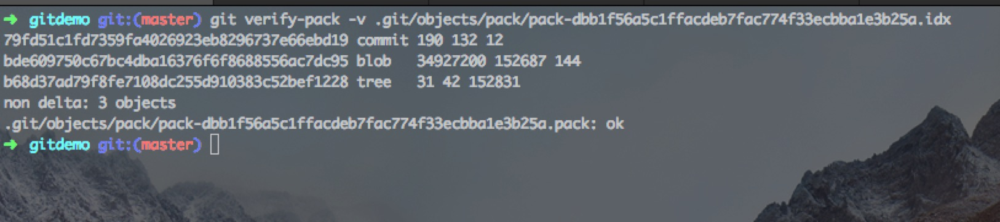 ➜ gitdemo git:(master) git verify-pack -v .git/objects/pack/pack-dbb1f56a5c1ffacdeb7fac774f33ecbba1e3b25a.idx
79fd51c1fd7359fa4026923eb8296737e66ebd19 commit 190 132 12
bde609750c67bc4dba16376f6f8688556ac7dc95 blob   34927200 152687 144
b68d37ad79f8fe7108dc255d910383c52bef1228 tree   31 42 152831
non delta: 3 objects
.git/objects/pack/pack-dbb1f56a5c1ffacdeb7fac774f33ecbba1e3b25a.pack: ok
➜ gitdemo git:(master)